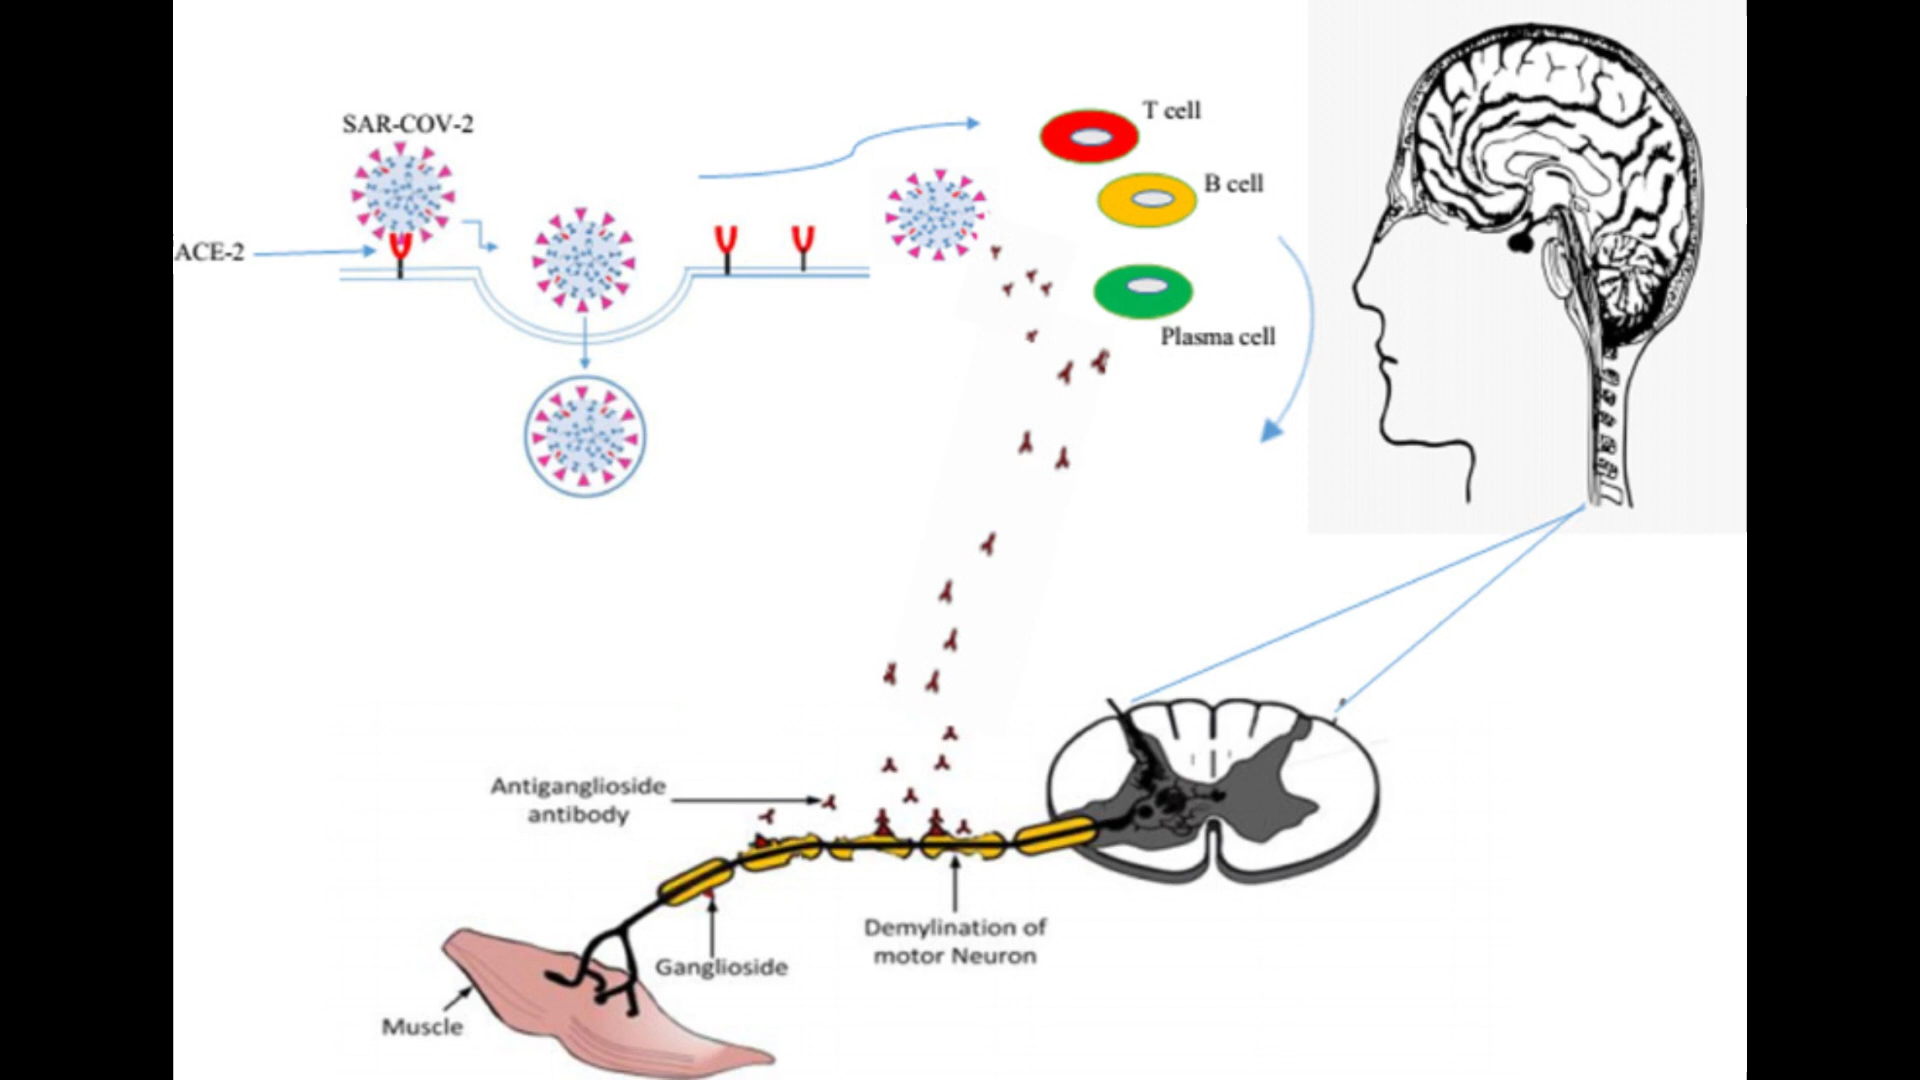 SAR-COV-2
T cell
B cell
ACE-2
Plasma cell
Antiganglioside
antibody
Demylination of
motor Neuron
Ganglioside
Muscle